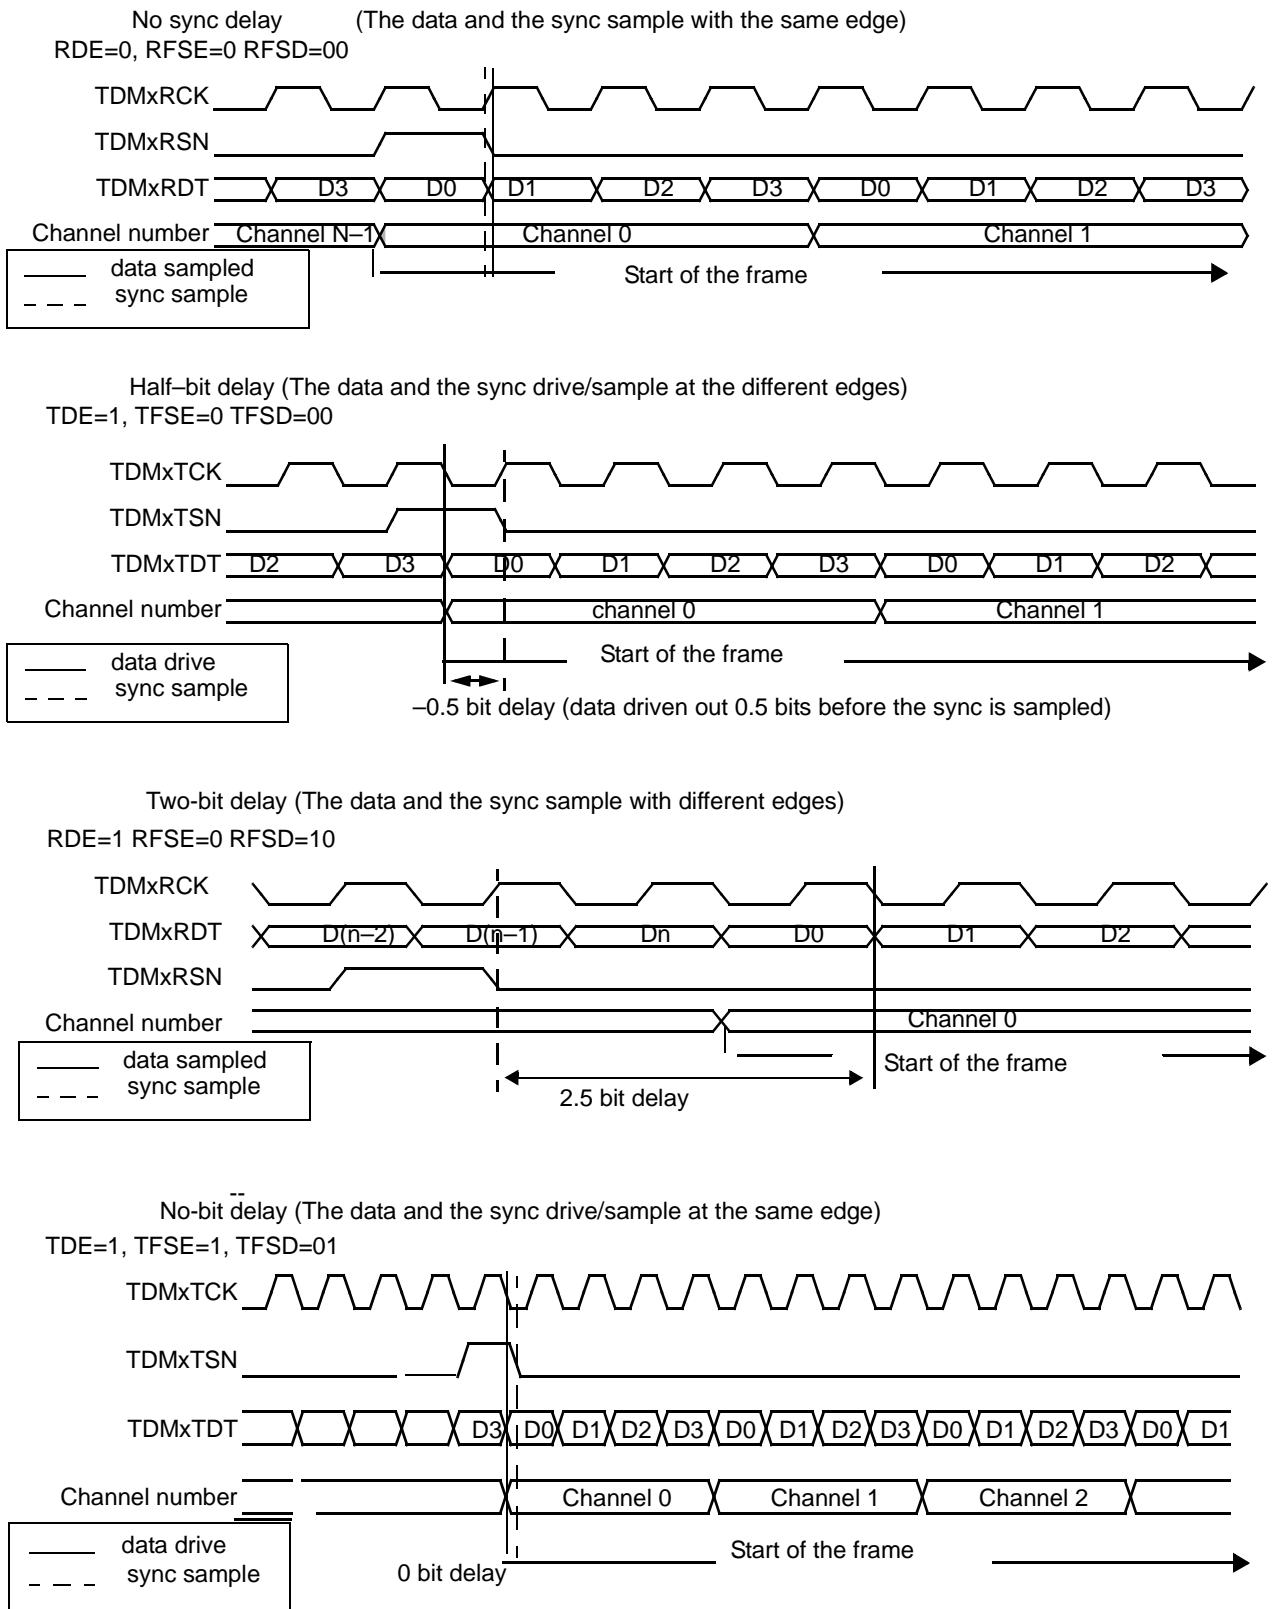 No sync delay (The data and the sync sample with the same edge)
RDE=0, RFSE=0 RFSD=00
TDMxRCK
TDMxRSN
TDMxRDT D3 D0 D1 D2 D3 D0 D1 D2 D3
Channel number Channel N–1 Channel 0 Channel 1
data sampled
sync sample
Start of the frame
Half–bit delay (The data and the sync drive/sample at the different edges)
TDE=1, TFSE=0 TFSD=00
TDMxTCK
TDMxTSN
TDMxTDT D2 D3 D0 D1 D2 D3 D0 D1 D2
Channel number channel 0 Channel 1
data drive
sync sample
Start of the frame
–0.5 bit delay (data driven out 0.5 bits before the sync is sampled)
Two-bit delay (The data and the sync sample with different edges)
RDE=1 RFSE=0 RFSD=10
TDMxRCK
TDMxRDT D(n–2) D(n–1) Dn D0 D1 D2
TDMxRSN
Channel number Channel 0
data sampled
sync sample
Start of the frame
2.5 bit delay
--
No-bit delay (The data and the sync drive/sample at the same edge)
TDE=1, TFSE=1, TFSD=01
TDMxTCK
TDMxTSN
TDMxTDT D3 D0 D1 D2 D3 D0 D1 D2 D3 D0 D1 D2 D3 D0 D1
Channel number Channel 0 Channel 1 Channel 2
data drive
sync sample
0 bit delay
Start of the frame